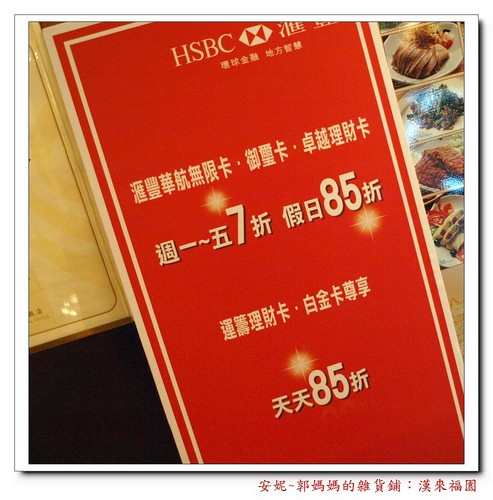 HSBC 滙豐
環球金融 地方智慧
滙豐華航無限卡·御璽卡·卓越理財卡
週一~五7折 假日85折
運籌理財卡·白金卡尊享
天天85折
安妮~郭媽媽的雜貨鋪：漢來福園